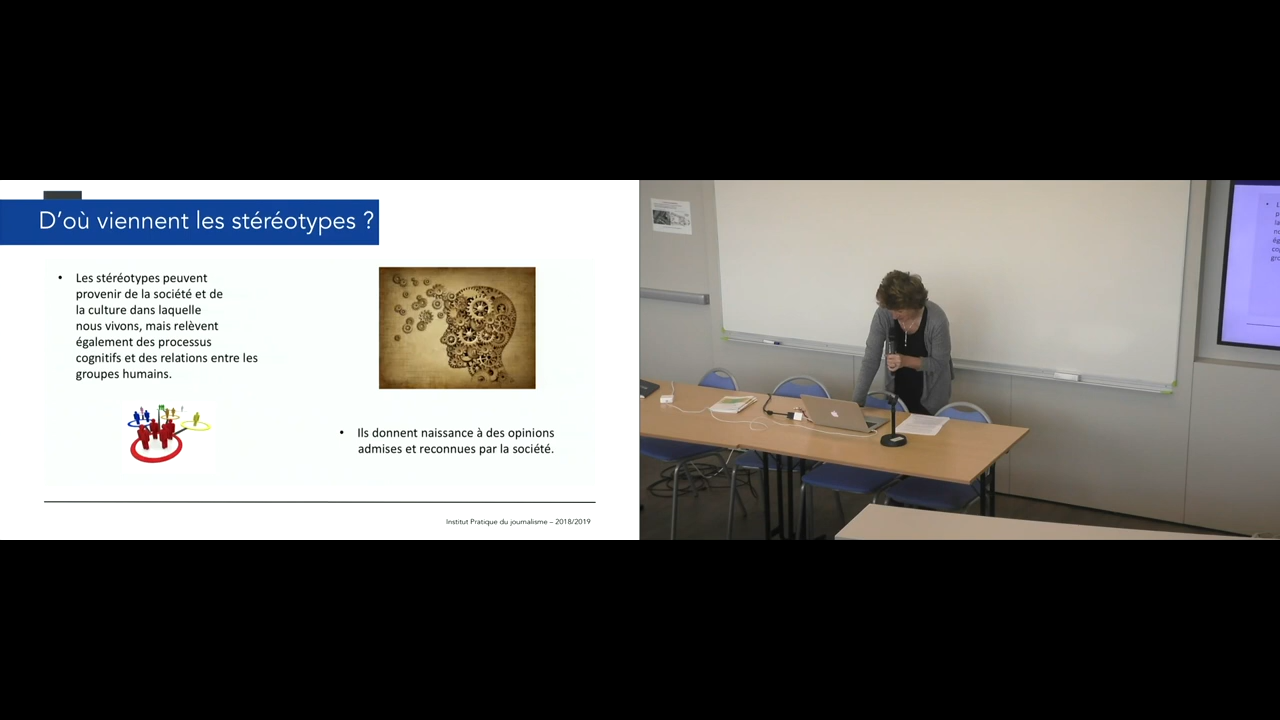 D'où viennent les stéréotypes ?
• Les stéréotypes peuvent
provenir de la société et de
la culture dans laquelle
nous vivons, mais relèvent
également des processus
cognitifs et des relations entre les
groupes humains.
• Ils donnent naissance à des opinions
admises et reconnues par la société.
Institut Pratique du journalisme – 2018/2019